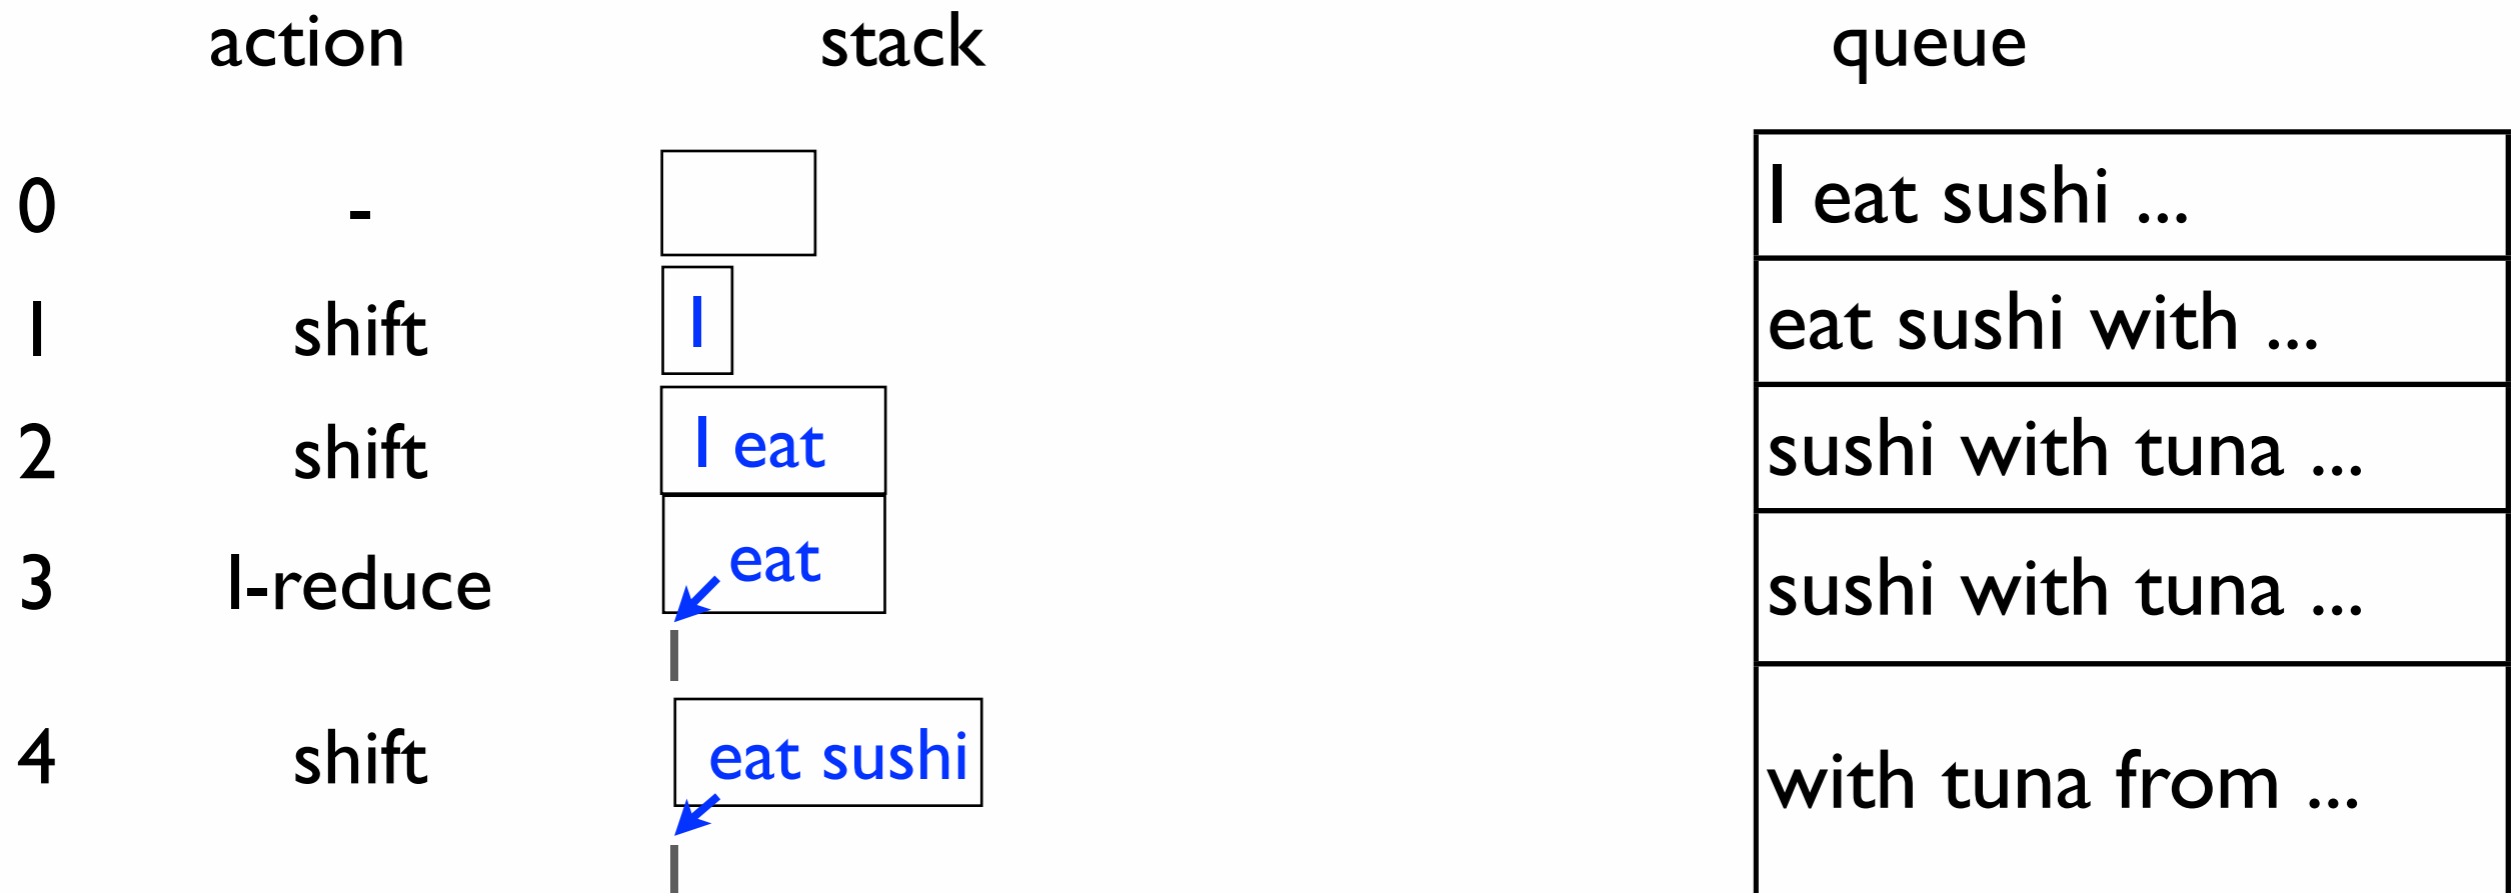 action stack queue
0 - I eat sushi ...
1 shift I eat sushi with ...
2 shift I eat sushi with tuna ...
3 l-reduce eat sushi with tuna ...
I
4 shift eat sushi with tuna from ...
I